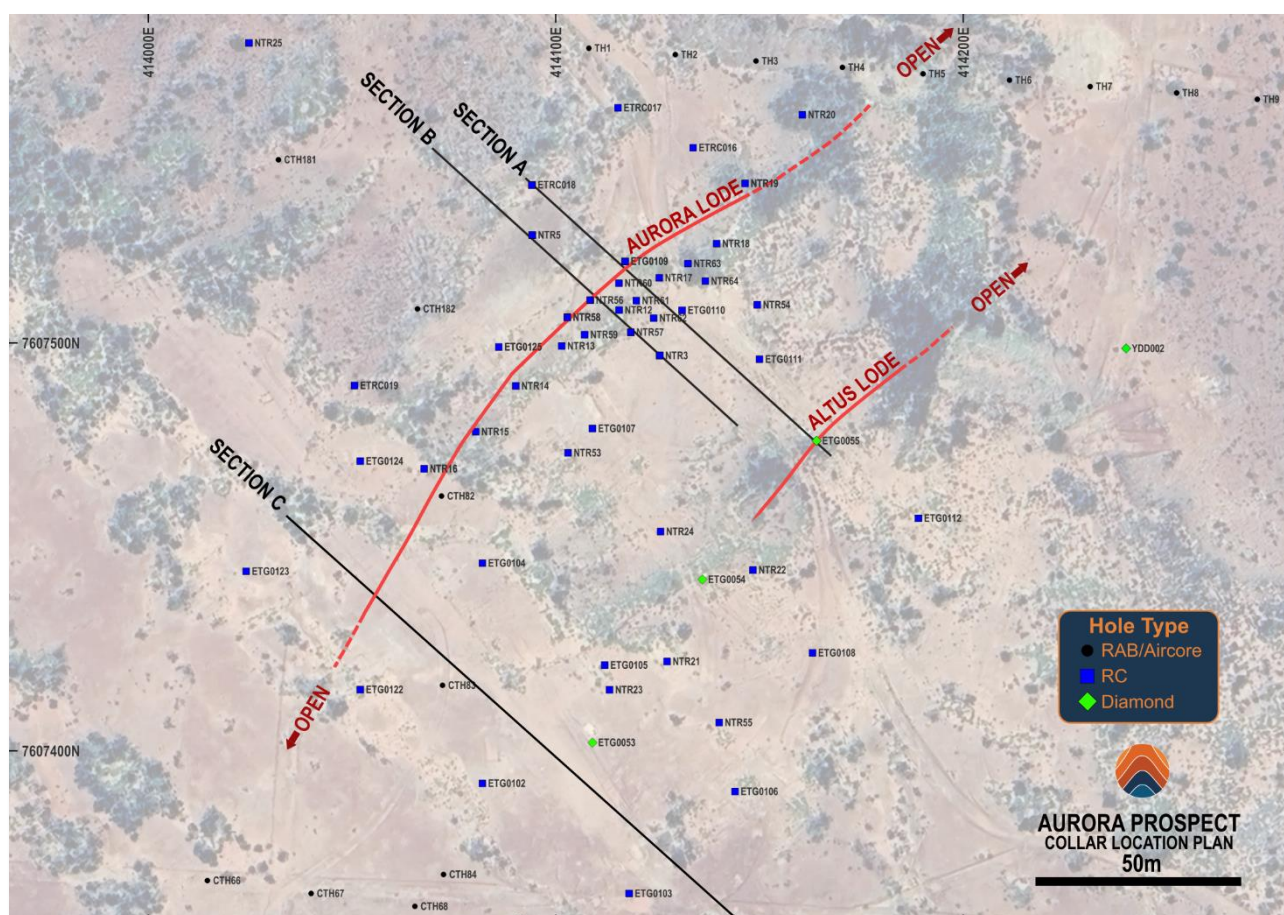 414000E
414100E
414200E
NTR25
TH1
TH2
TH3
TH4
TH5
TH6
TH7
TH8
TH9
OPEN
SECTION B
SECTION A
ETRC017
NTR20
ETRC016
CTH181
ETRC018
NTR19
AURORA LODE
NTR5
NTR18
ETG0109
NTR63
NTR17
NTR64
NTR60
OPEN
NTR56
NTR61
NTR54
CTH182
NTR12
ETG0110
NTR58
NTR62
NTR59
NTR57
7607500N
ETG0125
NTR13
NTR3
ETG0111
YDD002
ETRC019
NTR14
ALTUS LODE
NTR15
ETG0107
ETG0055
NTR53
ETG0124
NTR16
SECTION C
CTH82
ETG0112
NTR24
ETG0104
ETG0123
NTR22
ETG0054
ETG0108
ETG0105
NTR21
CTH83
ETG0122
NTR23
OPEN
NTR55
7607400N
ETG0053
ETG0102
ETG0106
CTH84
CTH66
CTH67
CTH68
ETG0103
Hole Type
RAB/Aircore
RC
Diamond
AURORA PROSPECT
COLLAR LOCATION PLAN
50m